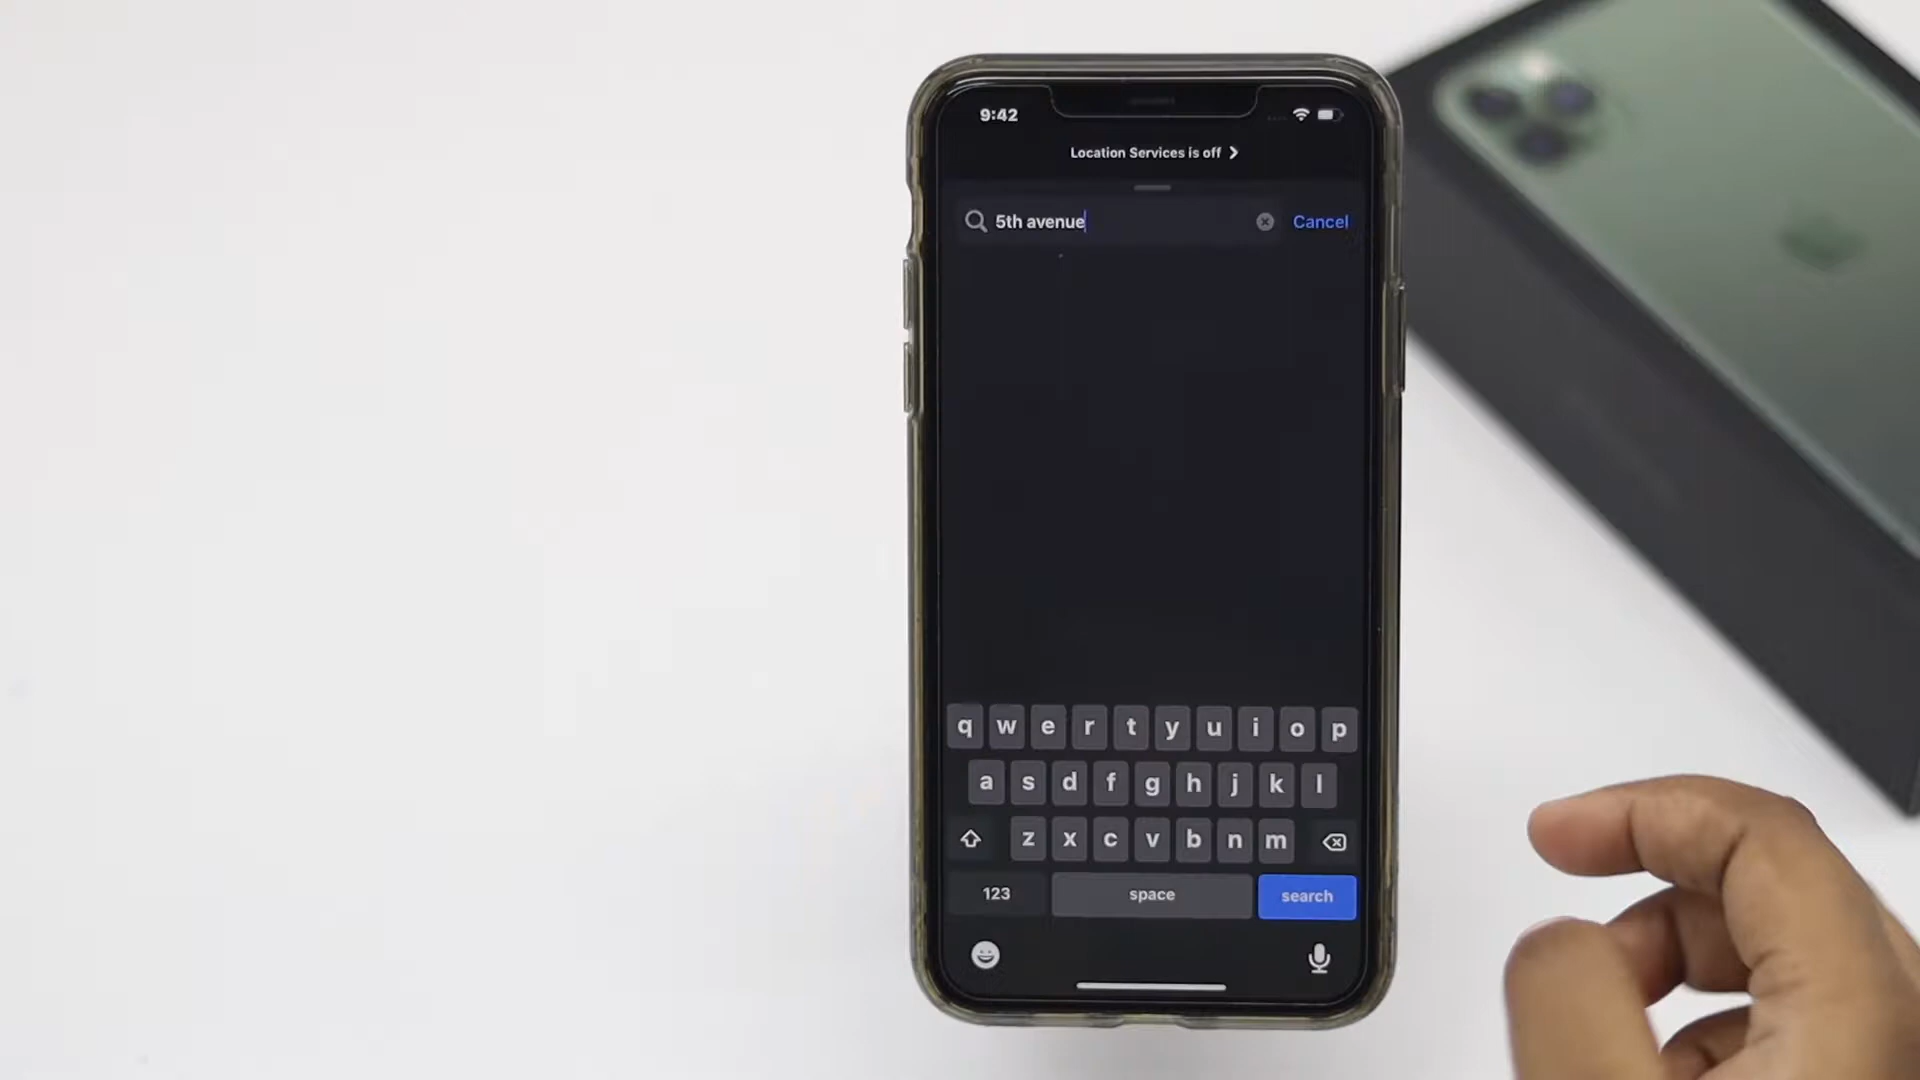 9:42
Location Services is off
5th avenue
Cancel
q w e r t y u i o p
a s d f g h j k l
z x c v b n m
123 space search